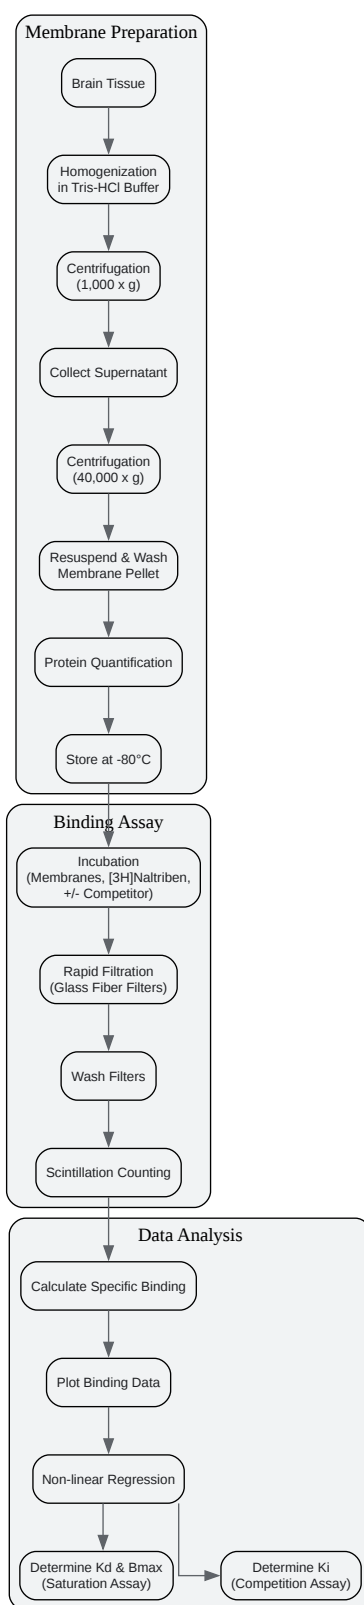 Membrane Preparation
Brain Tissue
Homogenization
in Tris-HCl Buffer
Centrifugation
(1,000 x g)
Collect Supernatant
Centrifugation
(40,000 x g)
Resuspend & Wash
Membrane Pellet
Protein Quantification
Store at -80°C
Binding Assay
Incubation
(Membranes, [3H]Naltriben,
+/- Competitor)
Rapid Filtration
(Glass Fiber Filters)
Wash Filters
Scintillation Counting
Data Analysis
Calculate Specific Binding
Plot Binding Data
Non-linear Regression
Determine Kd & Bmax
(Saturation Assay)
Determine Ki
(Competition Assay)